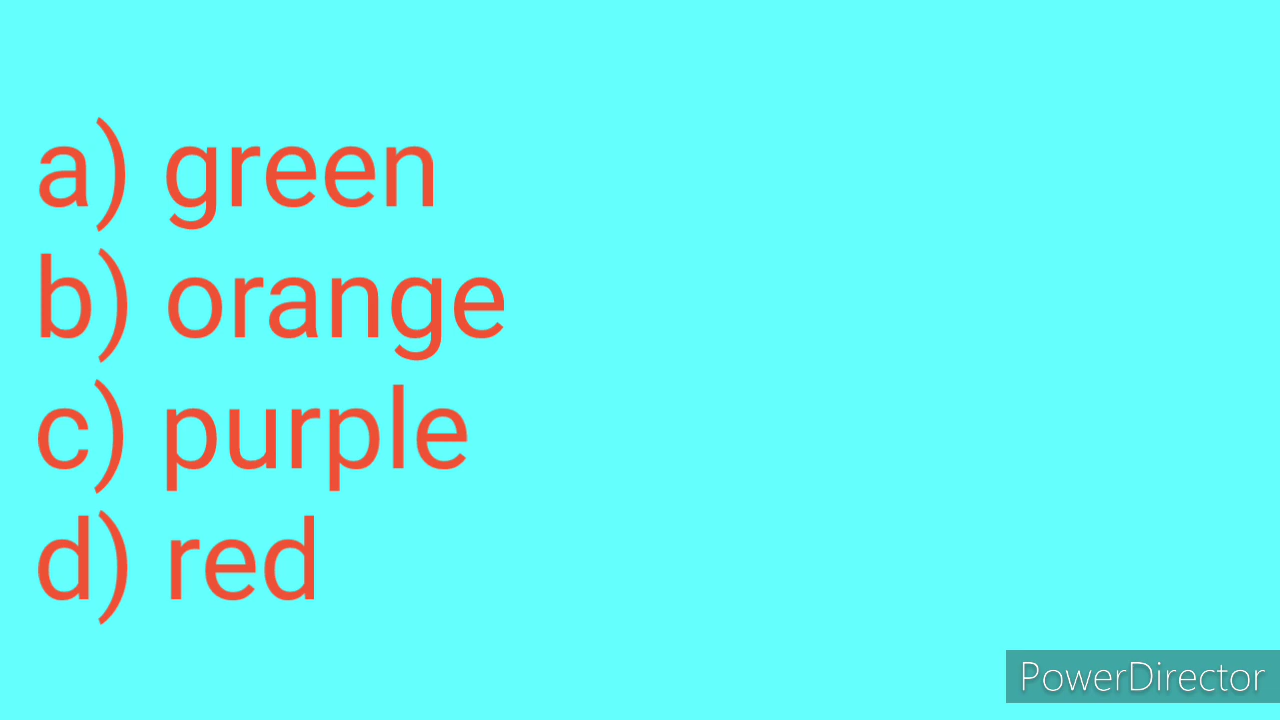 a) green
b) orange
c) purple
d) red
PowerDirector